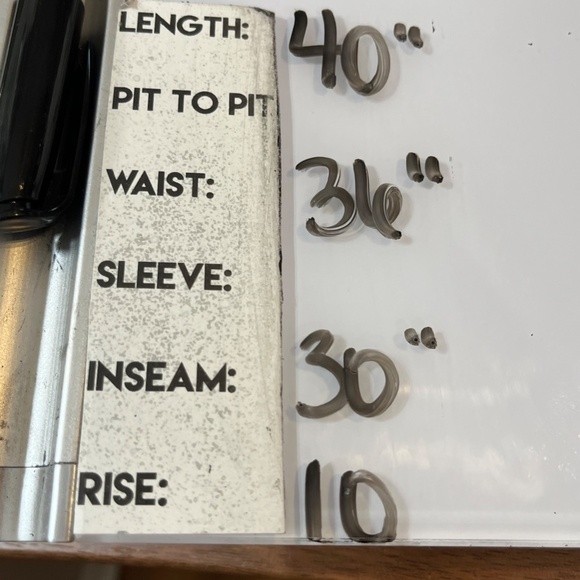 LENGTH: 40"
PIT TO PIT
WAIST: 36"
SLEEVE:
INSEAM: 30"
RISE: 10